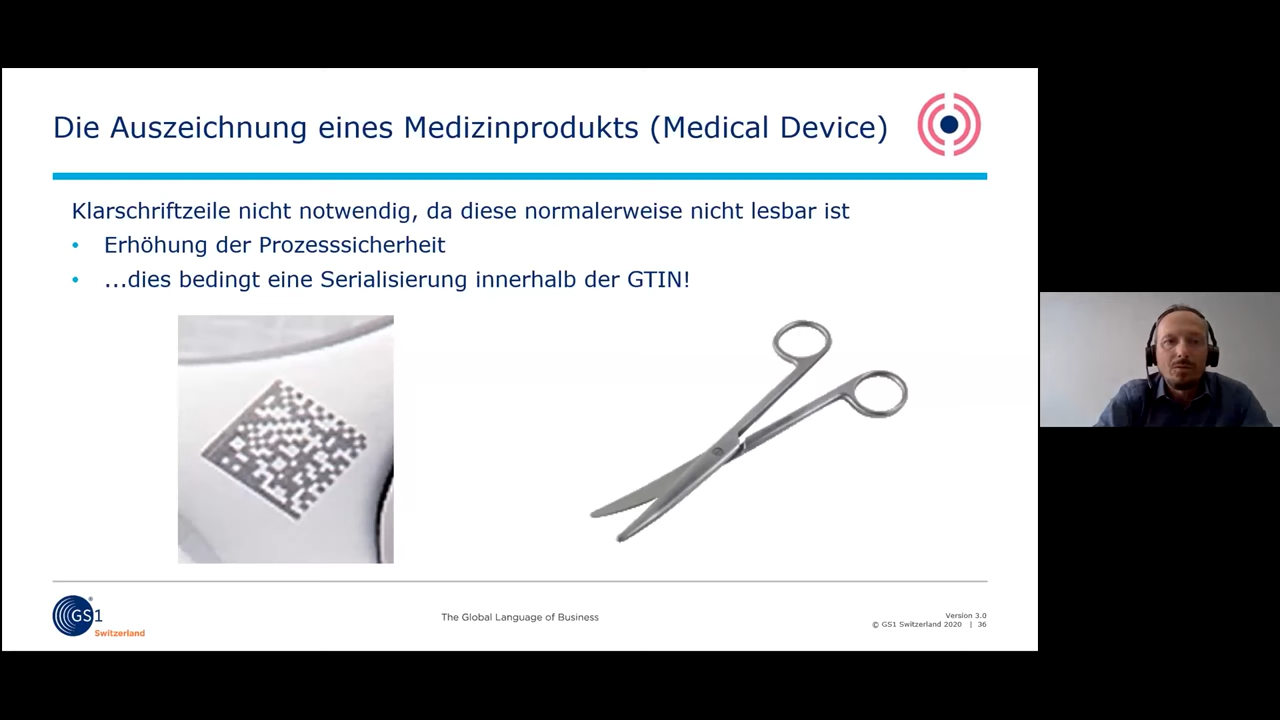 Die Auszeichnung eines Medizinprodukts (Medical Device)
Klarschriftzeile nicht notwendig, da diese normalerweise nicht lesbar ist
• Erhöhung der Prozesssicherheit
• ...dies bedingt eine Serialisierung innerhalb der GTIN!
GS1 ®
Switzerland
The Global Language of Business
Version 3.0
© GS1 Switzerland 2020 | 36